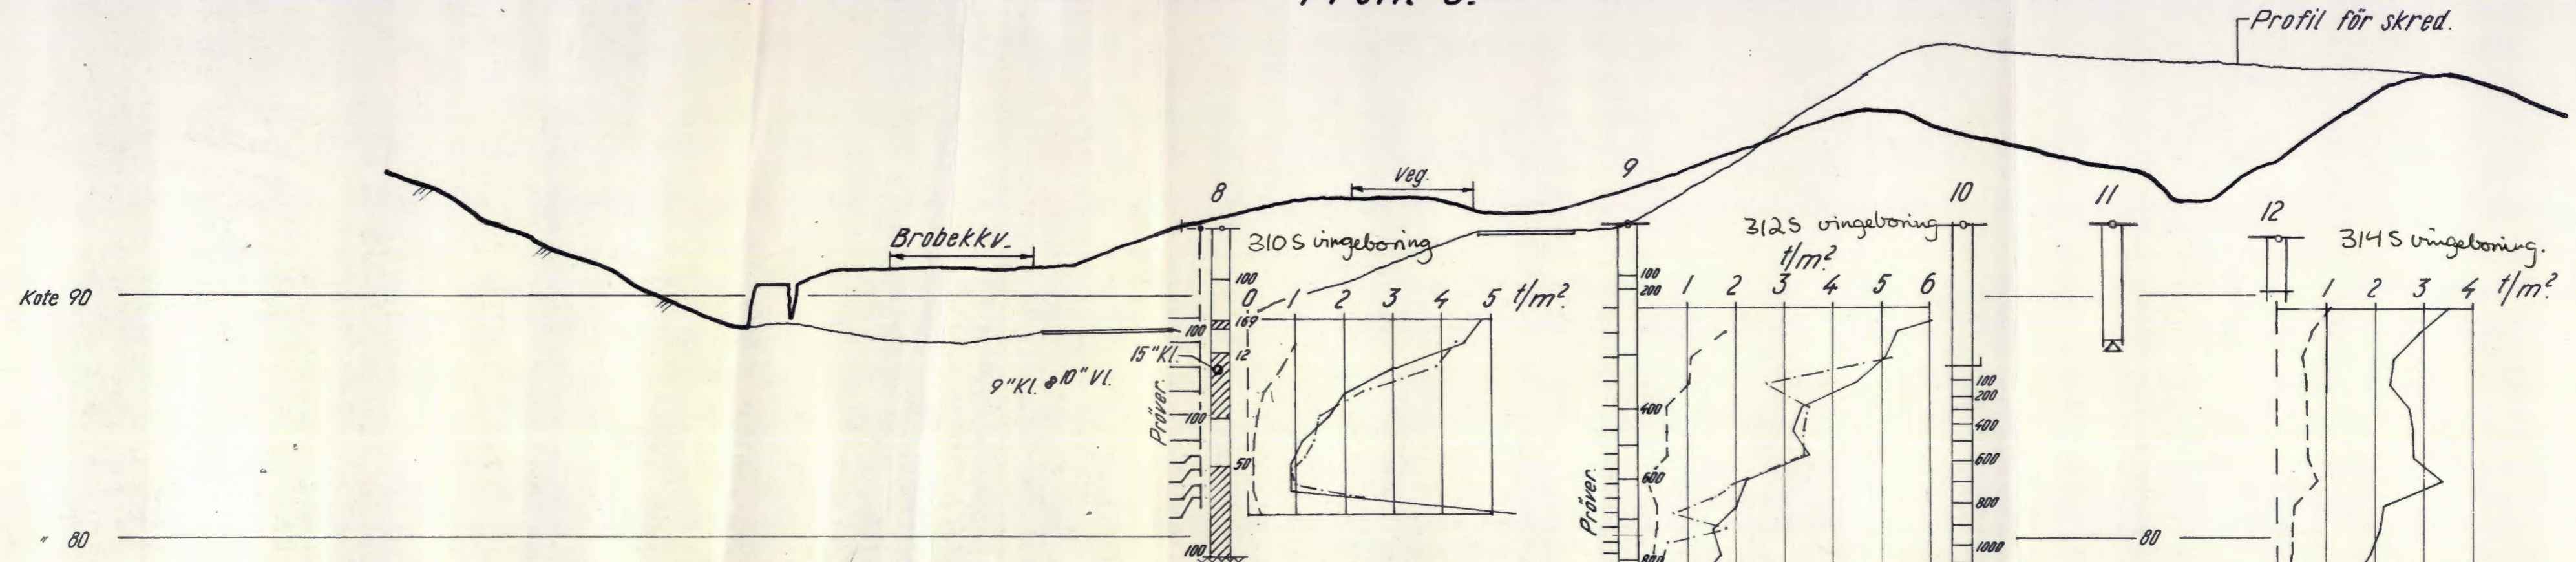 Profil för skred.
9
8
Veg.
10
11
12
Brobekkv.
310 S vingeboring
312 S vingeboring
314 S vingeboring.
t/m²
Kote 90
100
0 1 2 3 4 5 t/m²
100
200
1 2 3 4 5 6
1 2 3 4 t/m²
169
100
15" Kl.
12
9" Kl. 10" Vl.
Pröver.
100
400
100
200
400
50
600
600
Pröver.
800
" 80
100
800
80
1000